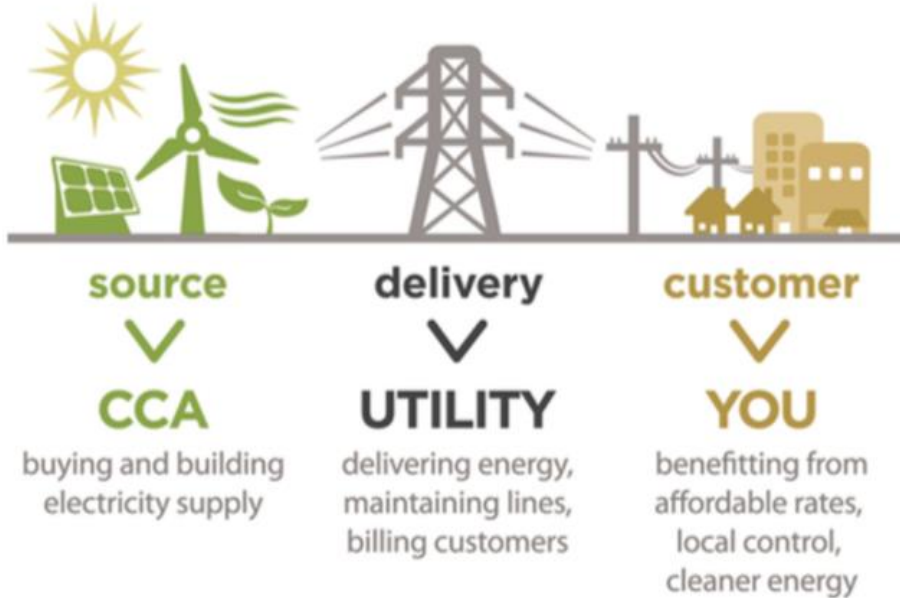 source
CCA
buying and building
electricity supply
delivery
UTILITY
delivering energy,
maintaining lines,
billing customers
customer
YOU
benefitting from
affordable rates,
local control,
cleaner energy